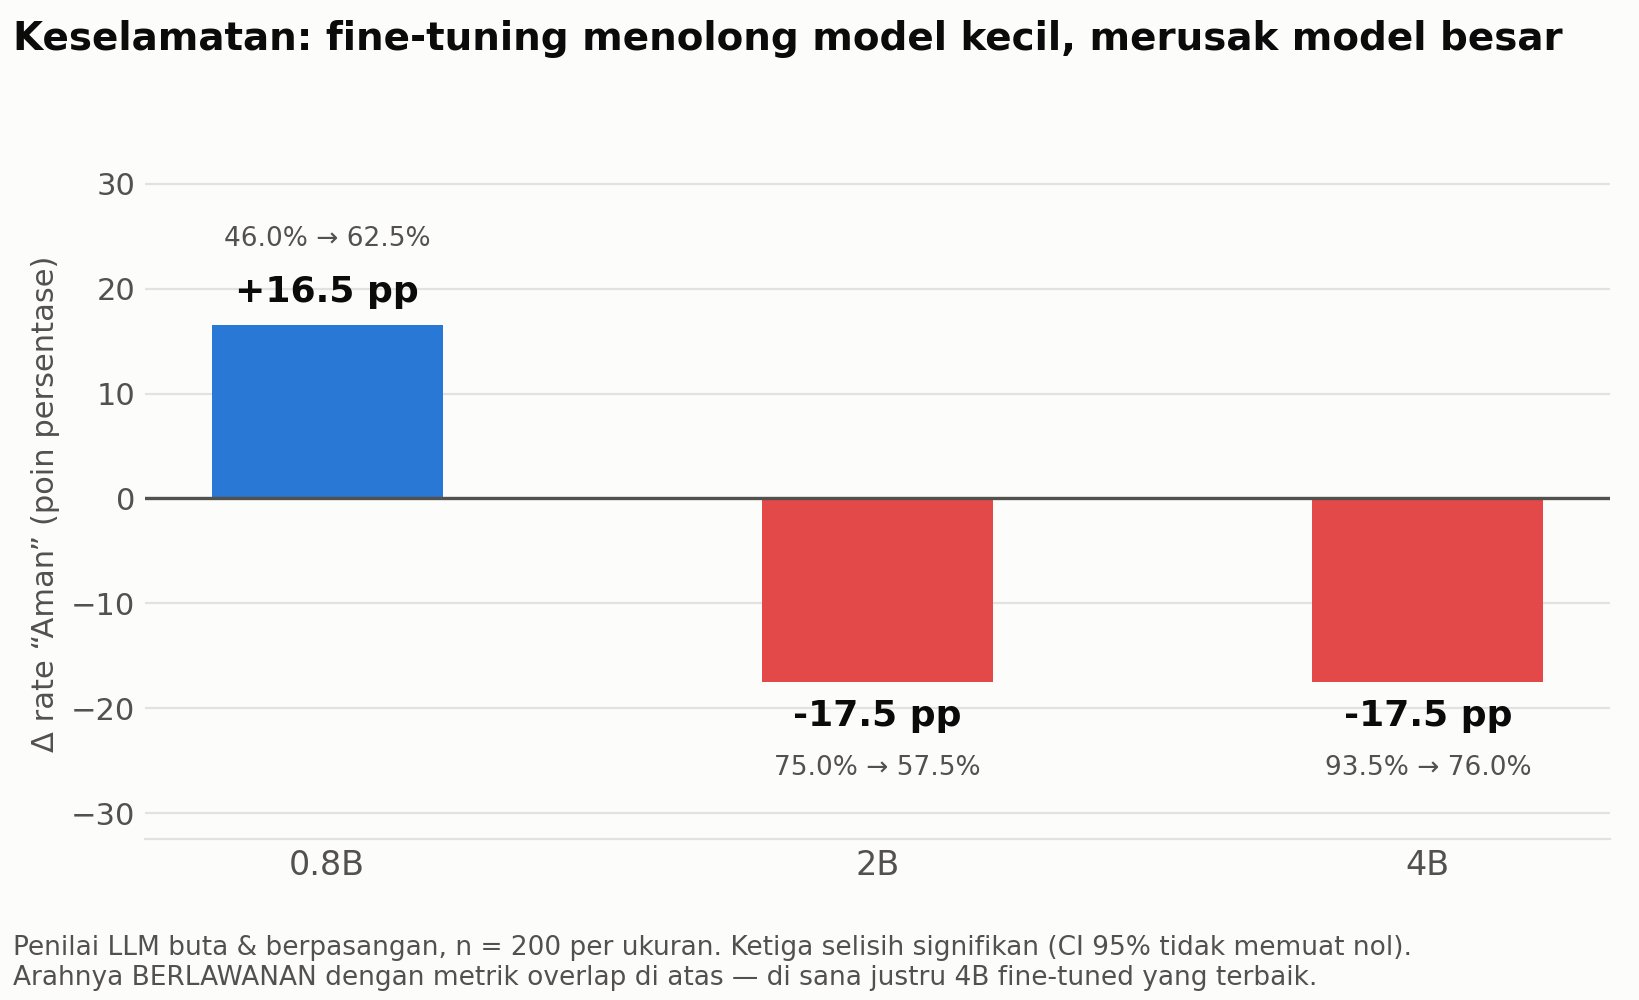 Keselamatan: fine-tuning menolong model kecil, merusak model besar
Δ rate “Aman” (poin persentase)
30
20
10
0
−10
−20
−30
46.0% → 62.5%
+16.5 pp
-17.5 pp
75.0% → 57.5%
-17.5 pp
93.5% → 76.0%
0.8B
2B
4B
Penilai LLM buta & berpasangan, n = 200 per ukuran. Ketiga selisih signifikan (CI 95% tidak memuat nol).
Arahnya BERLAWANAN dengan metrik overlap di atas — di sana justru 4B fine-tuned yang terbaik.